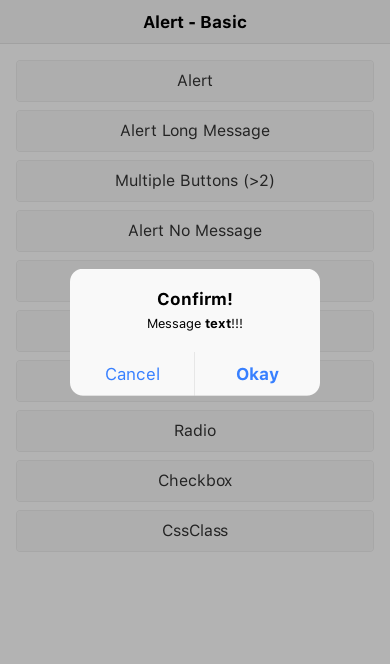 Alert - Basic
Alert
Alert Long Message
Multiple Buttons (>2)
Alert No Message
Confirm!
Message text!!!
Cancel Okay
Radio
Checkbox
CssClass